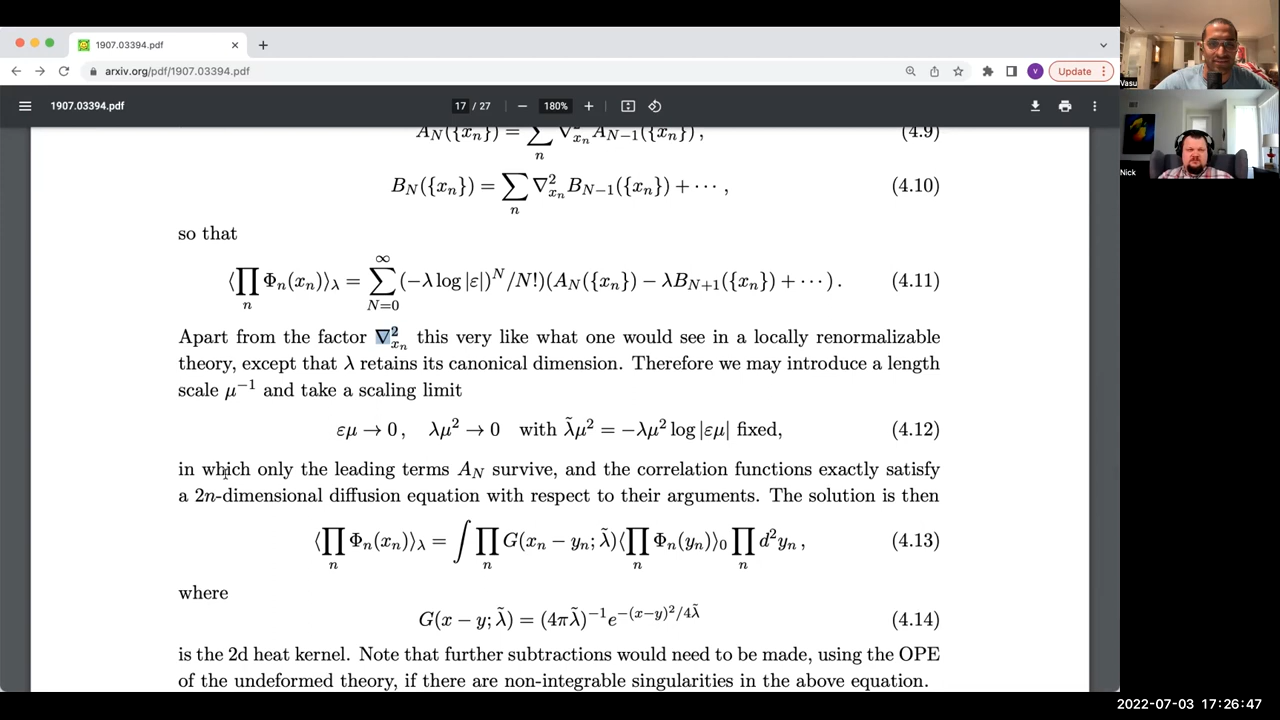 1907.03394.pdf
arxiv.org/pdf/1907.03394.pdf
V
Update
1907.03394.pdf
17 / 27
180%
A_N({x_n}) = ∑_n ∇²_{x_n} A_{N−1}({x_n}) , (4.9)
B_N({x_n}) = ∑_n ∇²_{x_n} B_{N−1}({x_n}) + ··· , (4.10)
so that
⟨∏_n Φ_n(x_n)⟩_λ = ∑_{N=0}^∞ (−λ log |ε|)^N/N!)(A_N({x_n}) − λB_{N+1}({x_n}) + ···) . (4.11)
Apart from the factor ∇²_{x_n} this very like what one would see in a locally renormalizable
theory, except that λ retains its canonical dimension. Therefore we may introduce a length
scale μ^{−1} and take a scaling limit
εμ → 0 , λμ² → 0 with λ̃μ² = −λμ² log |εμ| fixed, (4.12)
in which only the leading terms A_N survive, and the correlation functions exactly satisfy
a 2n-dimensional diffusion equation with respect to their arguments. The solution is then
⟨∏_n Φ_n(x_n)⟩_λ = ∫ ∏_n G(x_n − y_n; λ̃)⟨∏_n Φ_n(y_n)⟩_0 ∏_n d²y_n , (4.13)
where
G(x − y; λ̃) = (4πλ̃)^{−1} e^{−(x−y)²/4λ̃} (4.14)
is the 2d heat kernel. Note that further subtractions would need to be made, using the OPE
of the undeformed theory, if there are non-integrable singularities in the above equation.
Vasu
Nick
2022-07-03 17:26:47